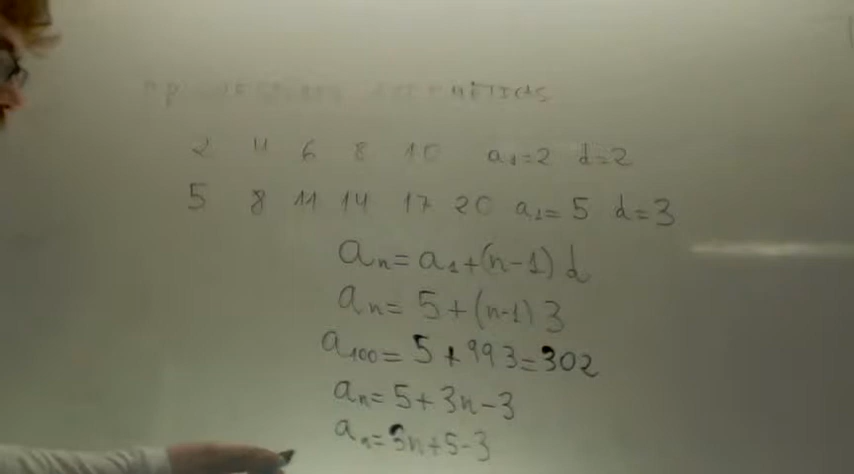 MÉTICAS
2 4 6 8 10 a₁=2 d=2
5 8 11 14 17 20 a₁=5 d=3
aₙ=a₁+(n-1)d
aₙ=5+(n-1)3
a₁₀₀=5+99 3=302
aₙ=5+3n-3
aₙ=3n+5-3